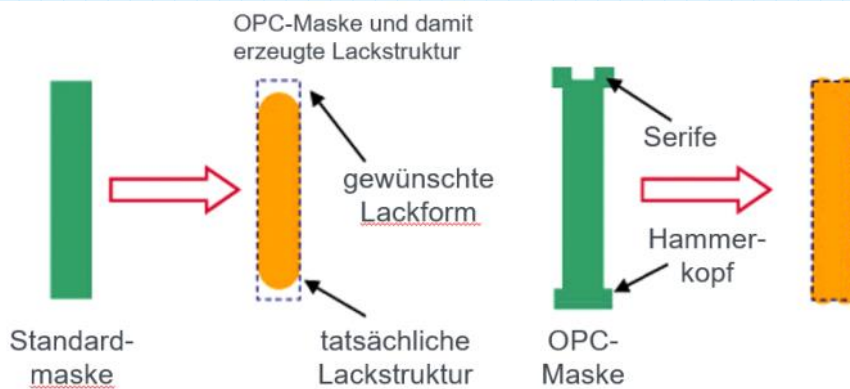 OPC-Maske und damit
erzeugte Lackstruktur
gewünschte
Lackform
Serife
Hammer-
kopf
Standard-
maske
tatsächliche
Lackstruktur
OPC-
Maske